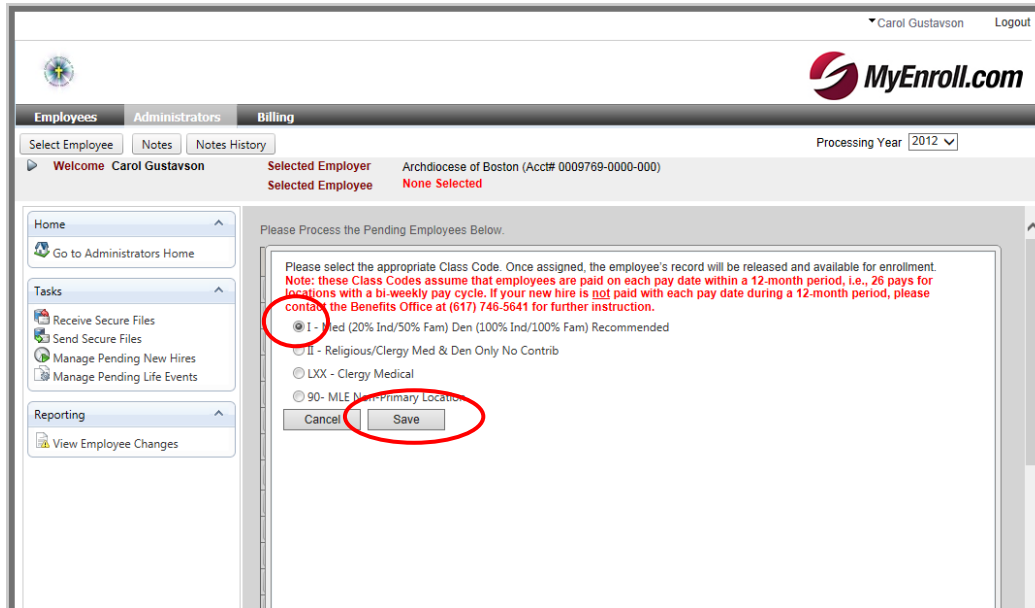 Carol Gustavson Logout
MyEnroll.com
Employees Administrators Billing
Select Employee Notes Notes History Processing Year 2012
Welcome Carol Gustavson Selected Employer Archdiocese of Boston (Acct# 0009769-0000-000)
Selected Employee None Selected
Home
Go to Administrators Home
Tasks
Receive Secure Files
Send Secure Files
Manage Pending New Hires
Manage Pending Life Events
Reporting
View Employee Changes
Please Process the Pending Employees Below.
Please select the appropriate Class Code. Once assigned, the employee's record will be released and available for enrollment.
Note: these Class Codes assume that employees are paid on each pay date within a 12-month period, i.e., 26 pays for
locations with a bi-weekly pay cycle. If your new hire is not paid with each pay date during a 12-month period, please
contact the Benefits Office at (617) 746-5641 for further instruction.
I - Med (20% Ind/50% Fam) Den (100% Ind/100% Fam) Recommended
II - Religious/Clergy Med & Den Only No Contrib
LXX - Clergy Medical
90- MLE Non-Primary Location
Cancel Save